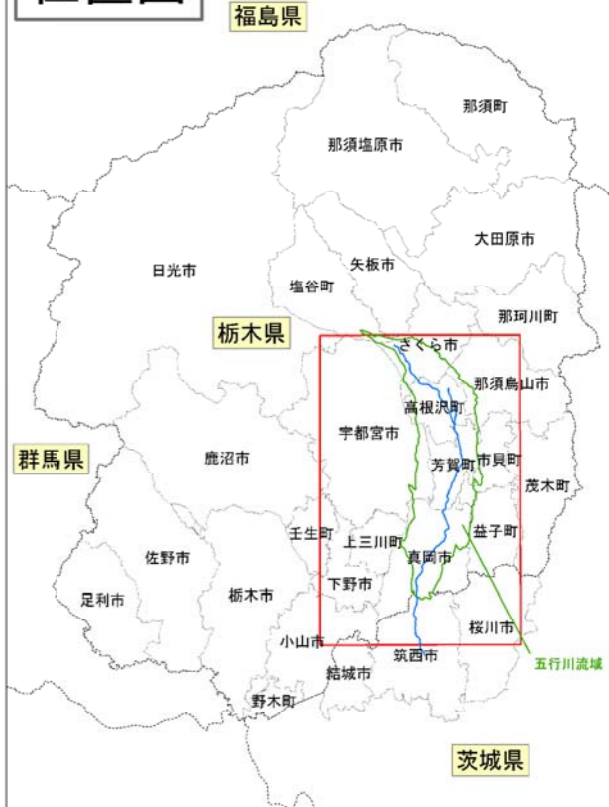 福島県
那須町
那須塩原市
大田原市
矢板市
日光市
塩谷町
那珂川町
栃木県
さくら市
那須烏山市
高根沢町
宇都宮市
群馬県
鹿沼市
芳賀町
市貝町
茂木町
壬生町
上三川町
益子町
佐野市
真岡市
下野市
足利市
栃木市
桜川市
小山市
筑西市
五行川流域
結城市
野木町
茨城県